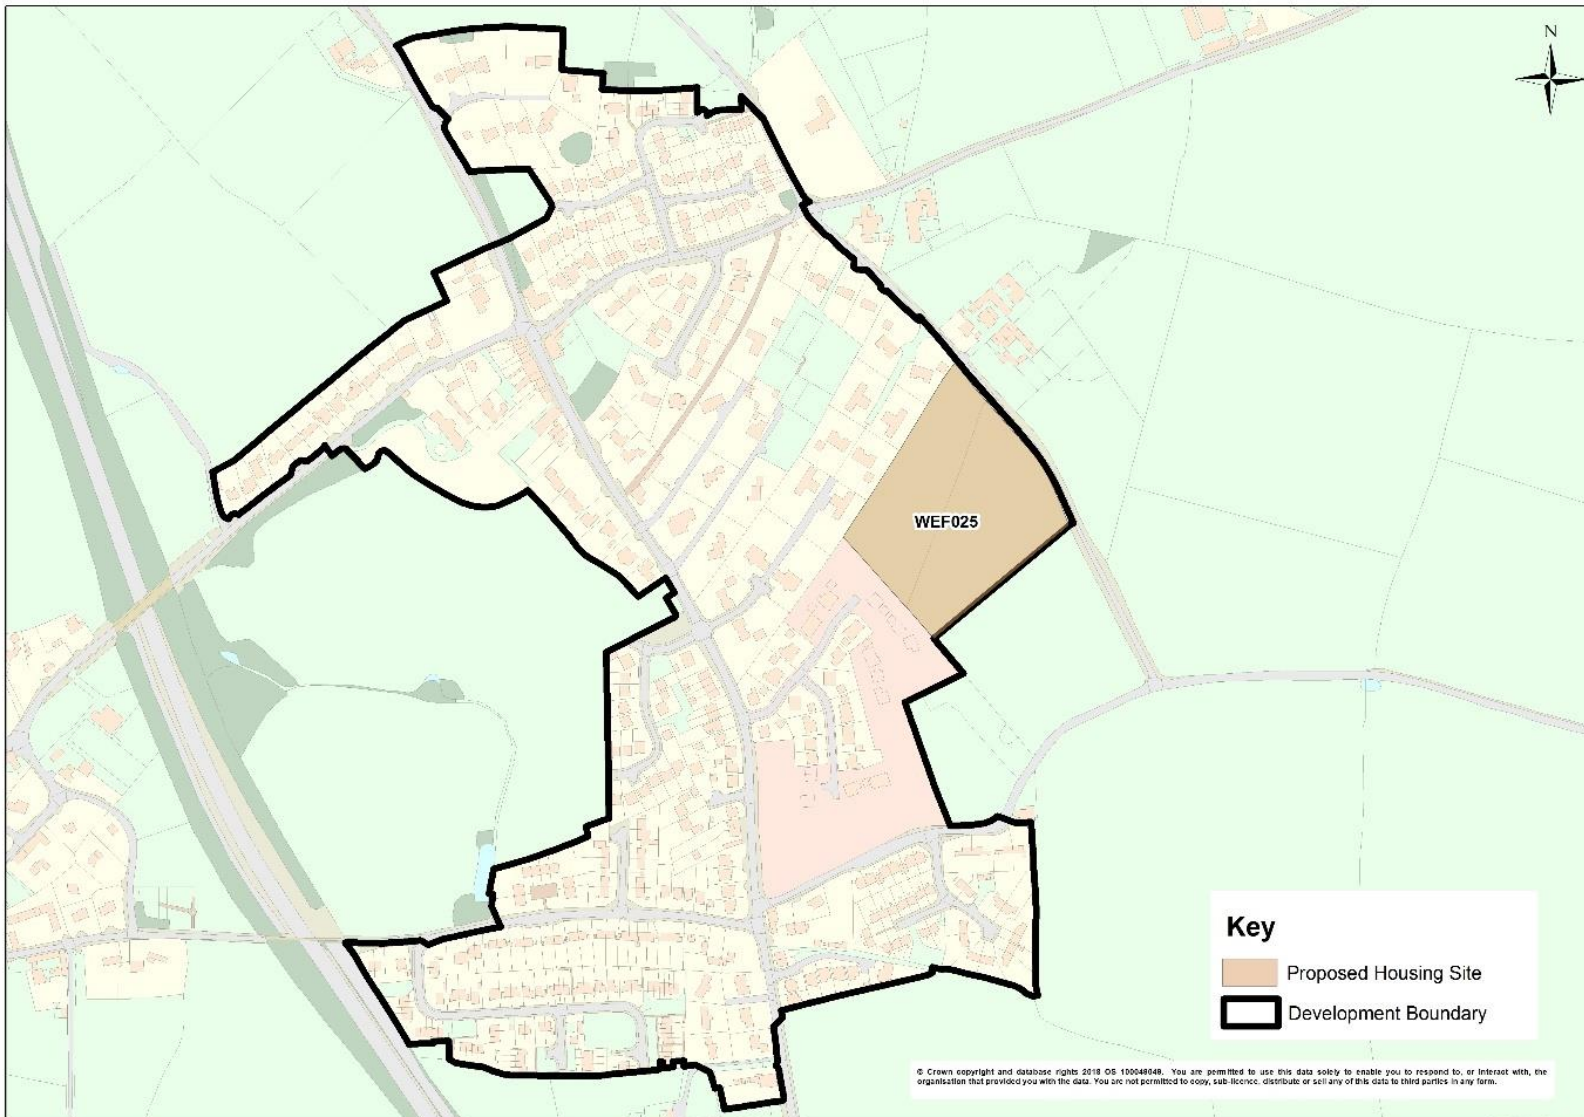 N
WEF025
Key
Proposed Housing Site
Development Boundary
© Crown copyright and database rights 2018 OS 100048049. You are permitted to use this data solely to enable you to respond to, or interact with, the
organisation that provided you with the data. You are not permitted to copy, sub-licence, distribute or sell any of this data to third parties in any form.